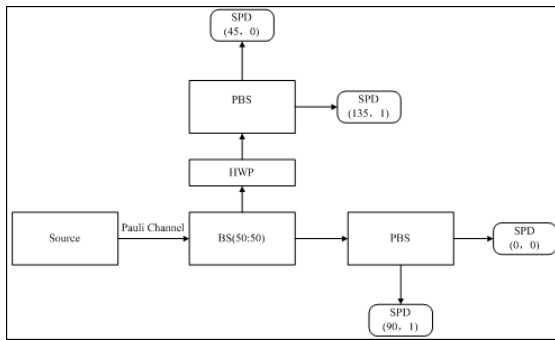 SPD
(45, 0)
PBS
SPD
(135, 1)
HWP
Pauli Channel
Source
BS(50:50)
PBS
SPD
(0, 0)
SPD
(90, 1)